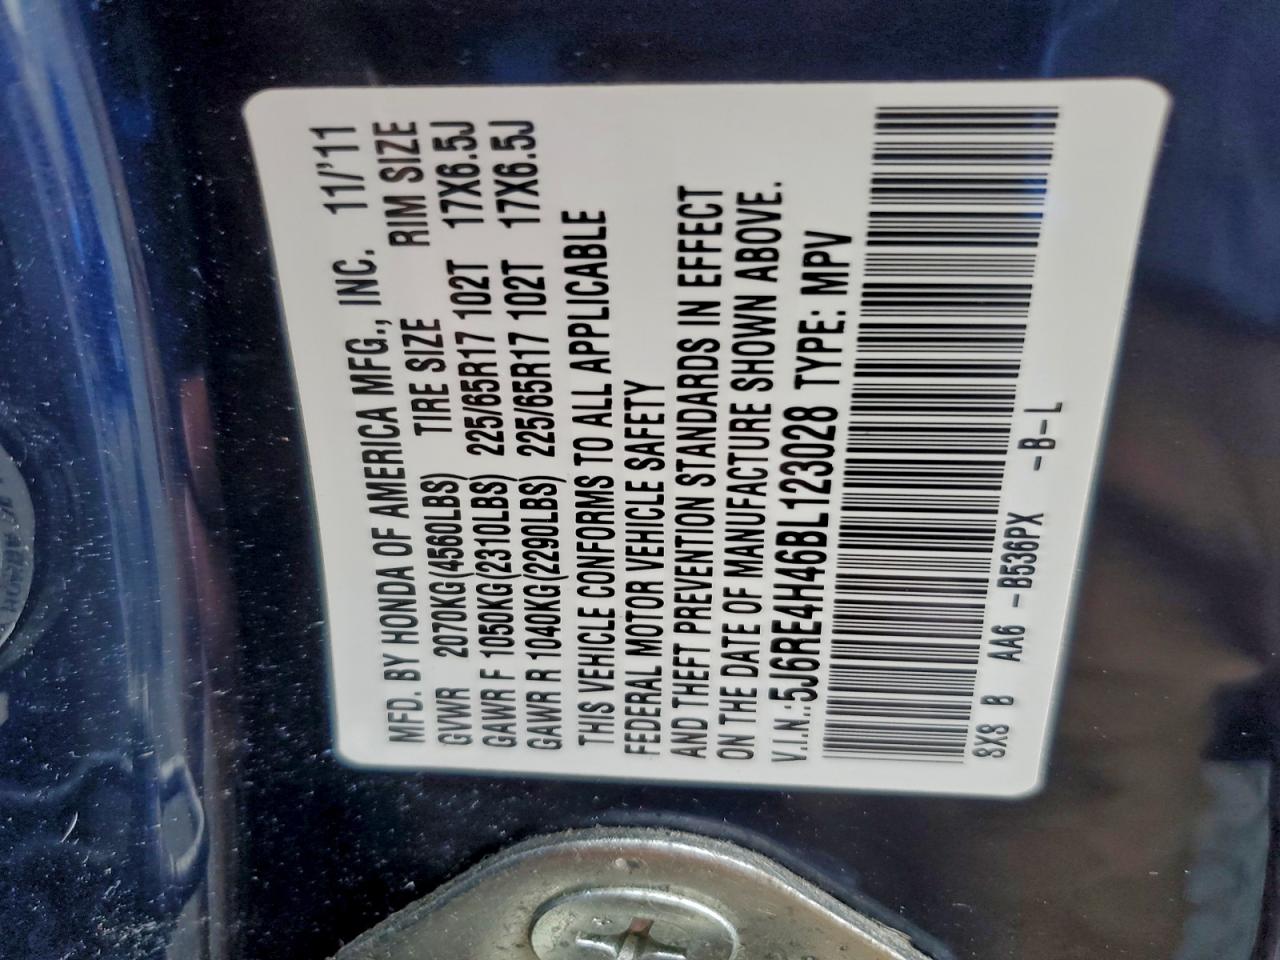 MFD. BY HONDA OF AMERICA MFG., INC. 11/'11
GVWR 2070KG(4560LBS) TIRE SIZE RIM SIZE
GAWR F 1050KG(2310LBS) 225/65R17 102T 17X6.5J
GAWR R 1040KG(2290LBS) 225/65R17 102T 17X6.5J
THIS VEHICLE CONFORMS TO ALL APPLICABLE
FEDERAL MOTOR VEHICLE SAFETY
AND THEFT PREVENTION STANDARDS IN EFFECT
ON THE DATE OF MANUFACTURE SHOWN ABOVE.
V.I.N.:5J6RE4H46BL123028 TYPE: MPV
8X8 B AA6 -B536PX -B-L